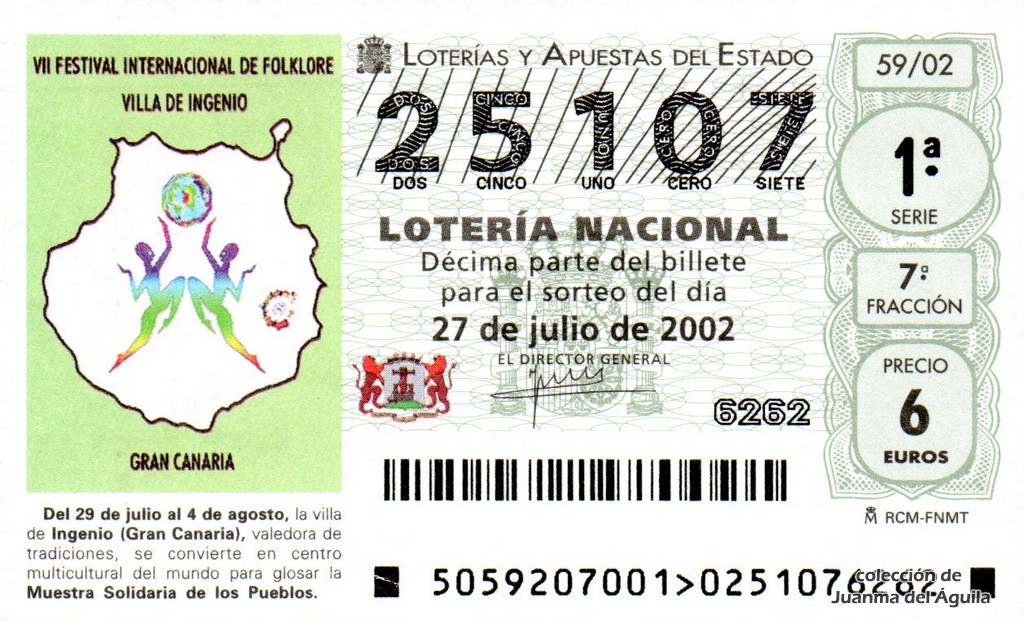 VII FESTIVAL INTERNACIONAL DE FOLKLORE
VILLA DE INGENIO
GRAN CANARIA
Del 29 de julio al 4 de agosto, la villa
de Ingenio (Gran Canaria), valedora de
tradiciones, se convierte en centro
multicultural del mundo para glosar la
Muestra Solidaria de los Pueblos.
LOTERÍAS Y APUESTAS DEL ESTADO
25107
DOS CINCO UNO CERO SIETE
LOTERÍA NACIONAL
Décima parte del billete
para el sorteo del día
27 de julio de 2002
EL DIRECTOR GENERAL
6262
59/02
1ª
SERIE
7ª
FRACCIÓN
PRECIO
6
EUROS
RCM-FNMT
5059207001>0251076262
colección de
Juanma del Águila